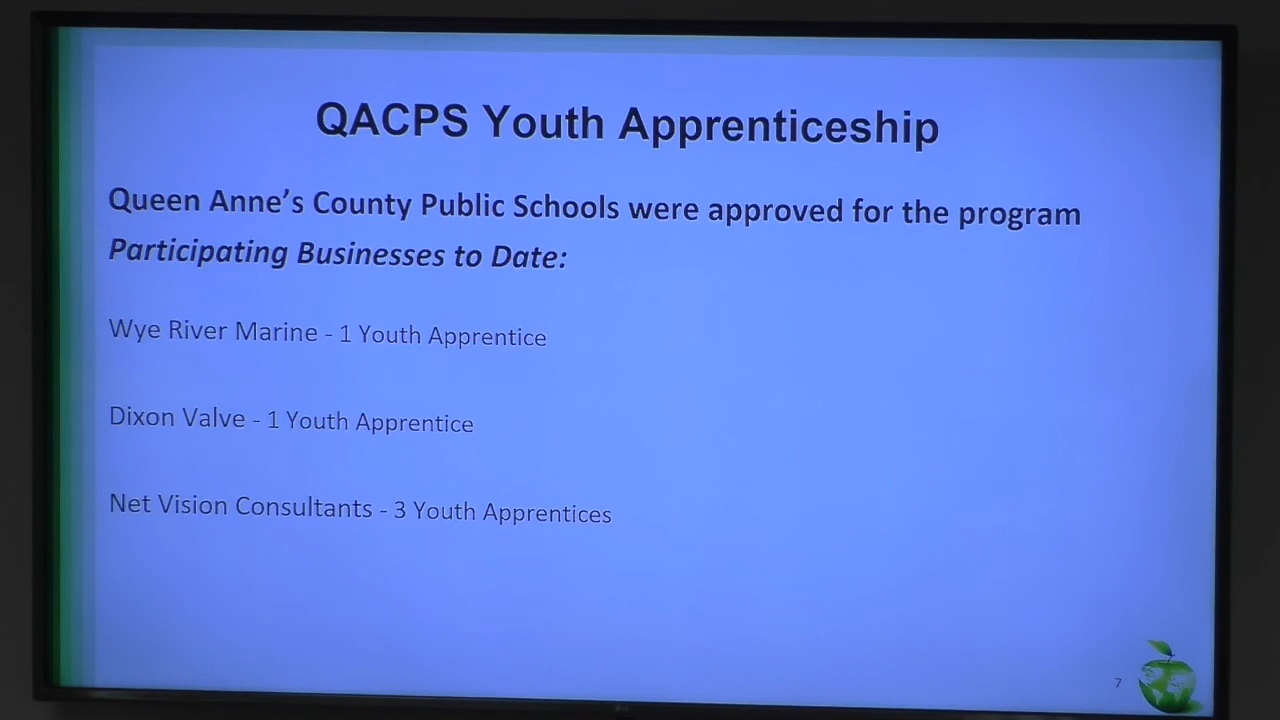 QACPS Youth Apprenticeship
Queen Anne's County Public Schools were approved for the program
Participating Businesses to Date:
Wye River Marine - 1 Youth Apprentice
Dixon Valve - 1 Youth Apprentice
Net Vision Consultants - 3 Youth Apprentices
7